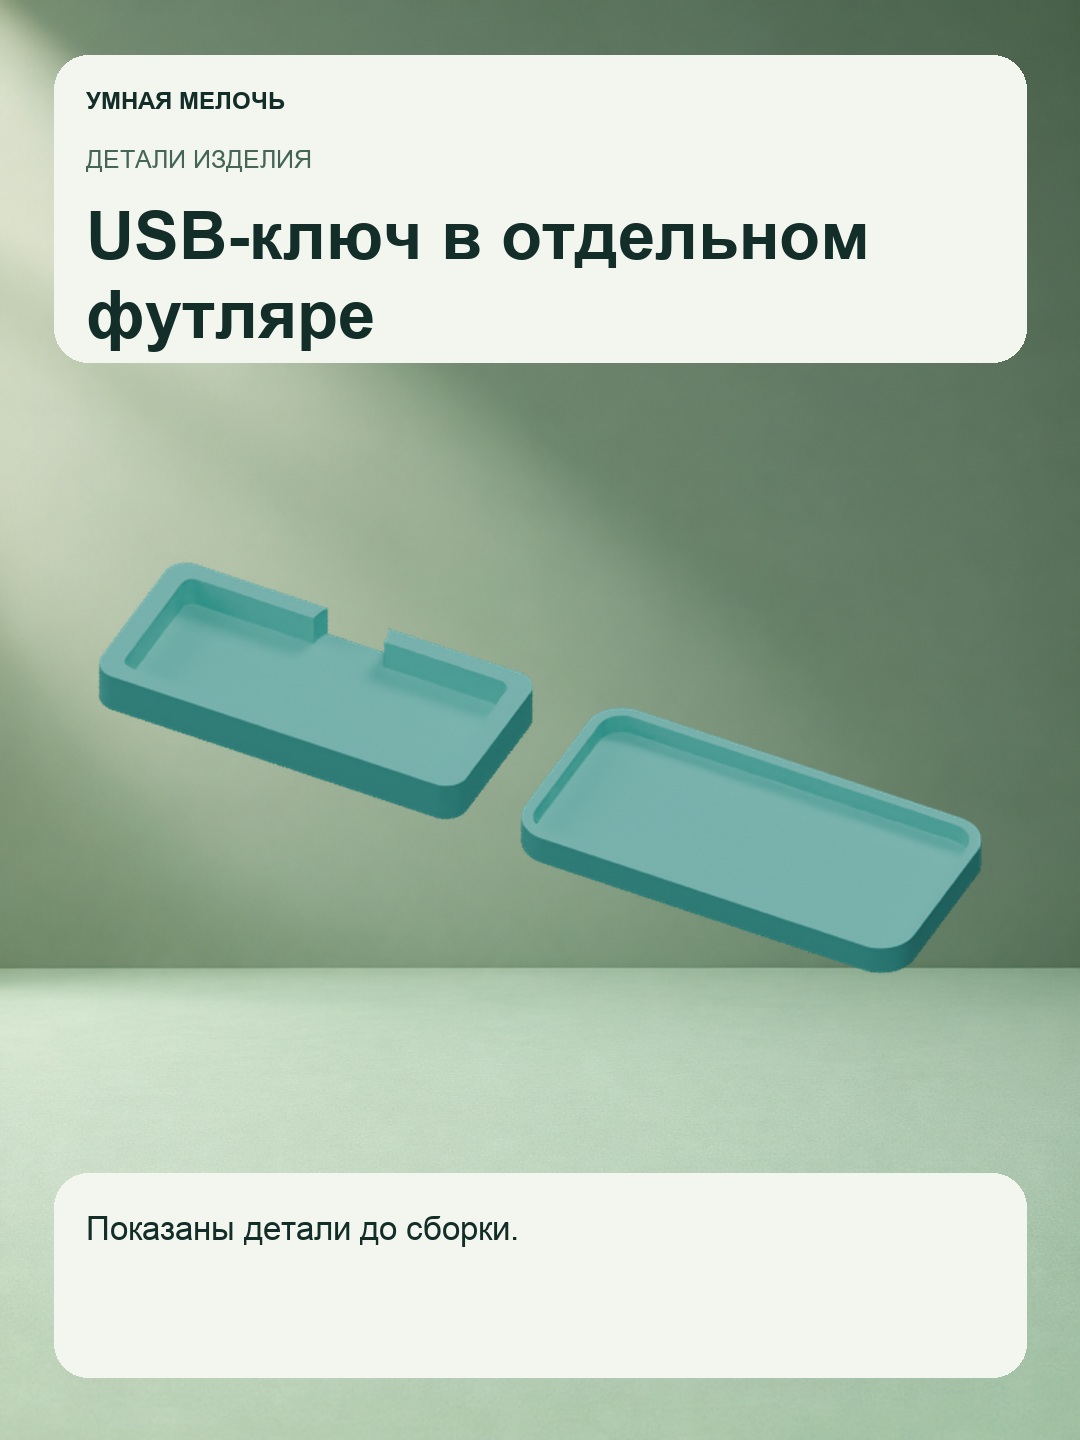 УМНАЯ МЕЛОЧЬ
ДЕТАЛИ ИЗДЕЛИЯ
USB-ключ в отдельном
футляре
Показаны детали до сборки.